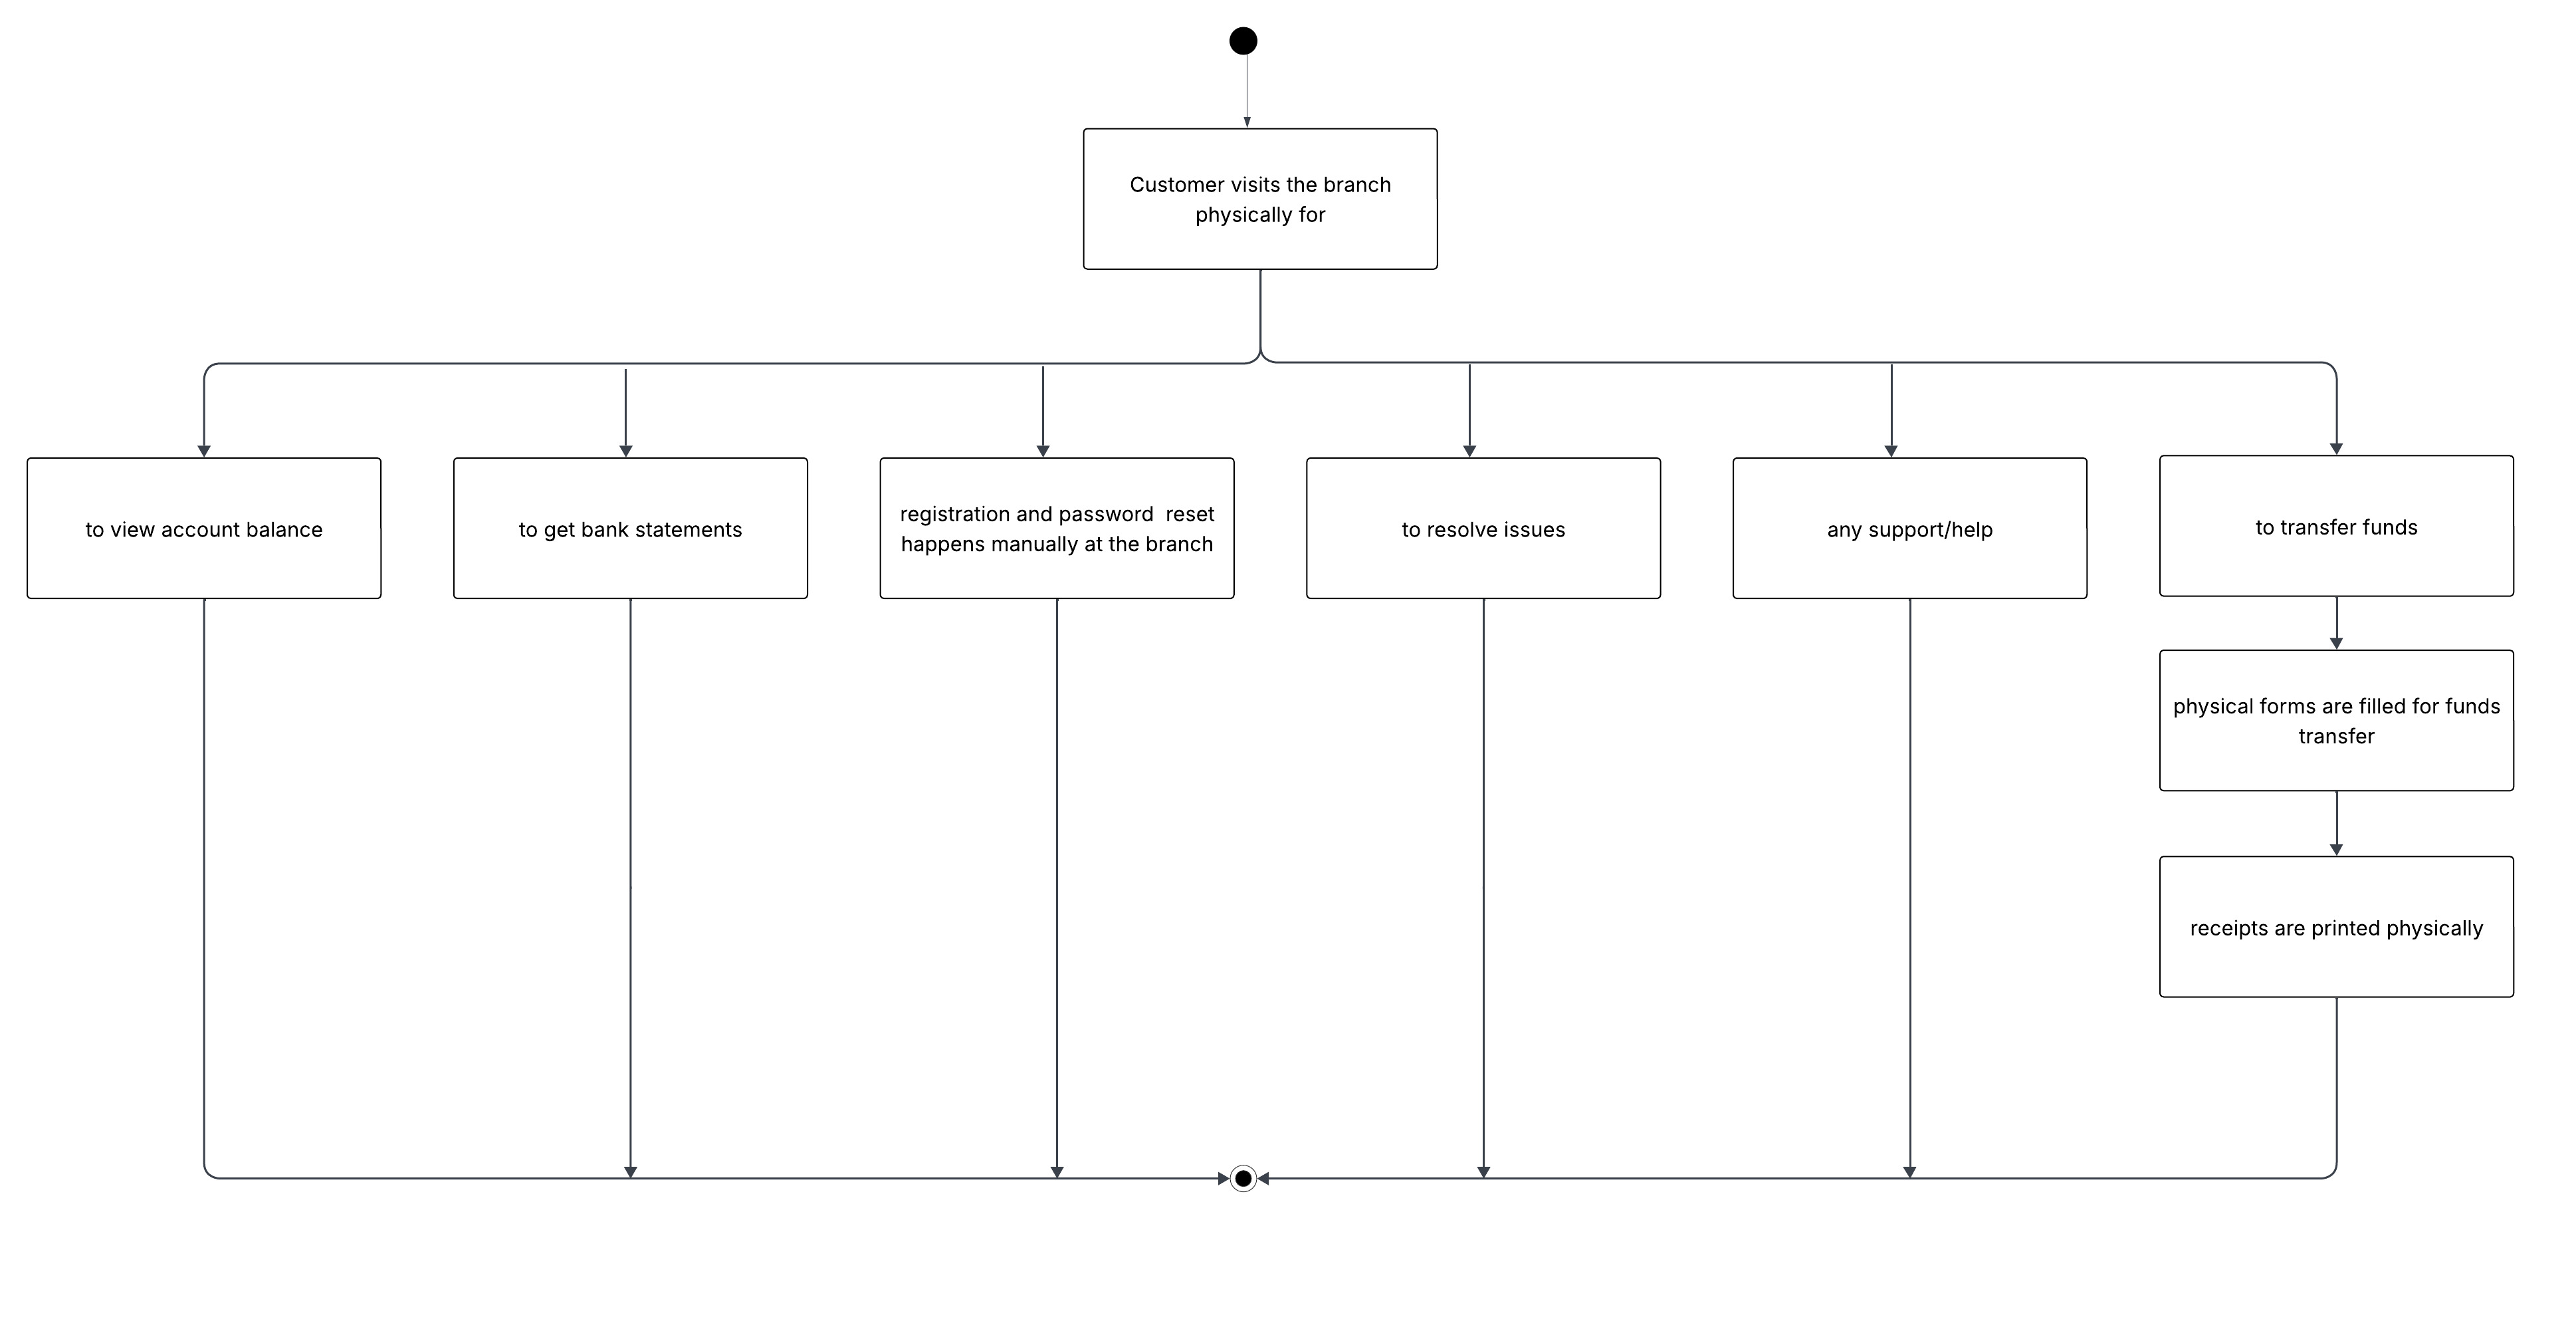 Customer visits the branch
physically for
to view account balance
to get bank statements
registration and password  reset
happens manually at the branch
to resolve issues
any support/help
to transfer funds
physical forms are filled for funds
transfer
receipts are printed physically